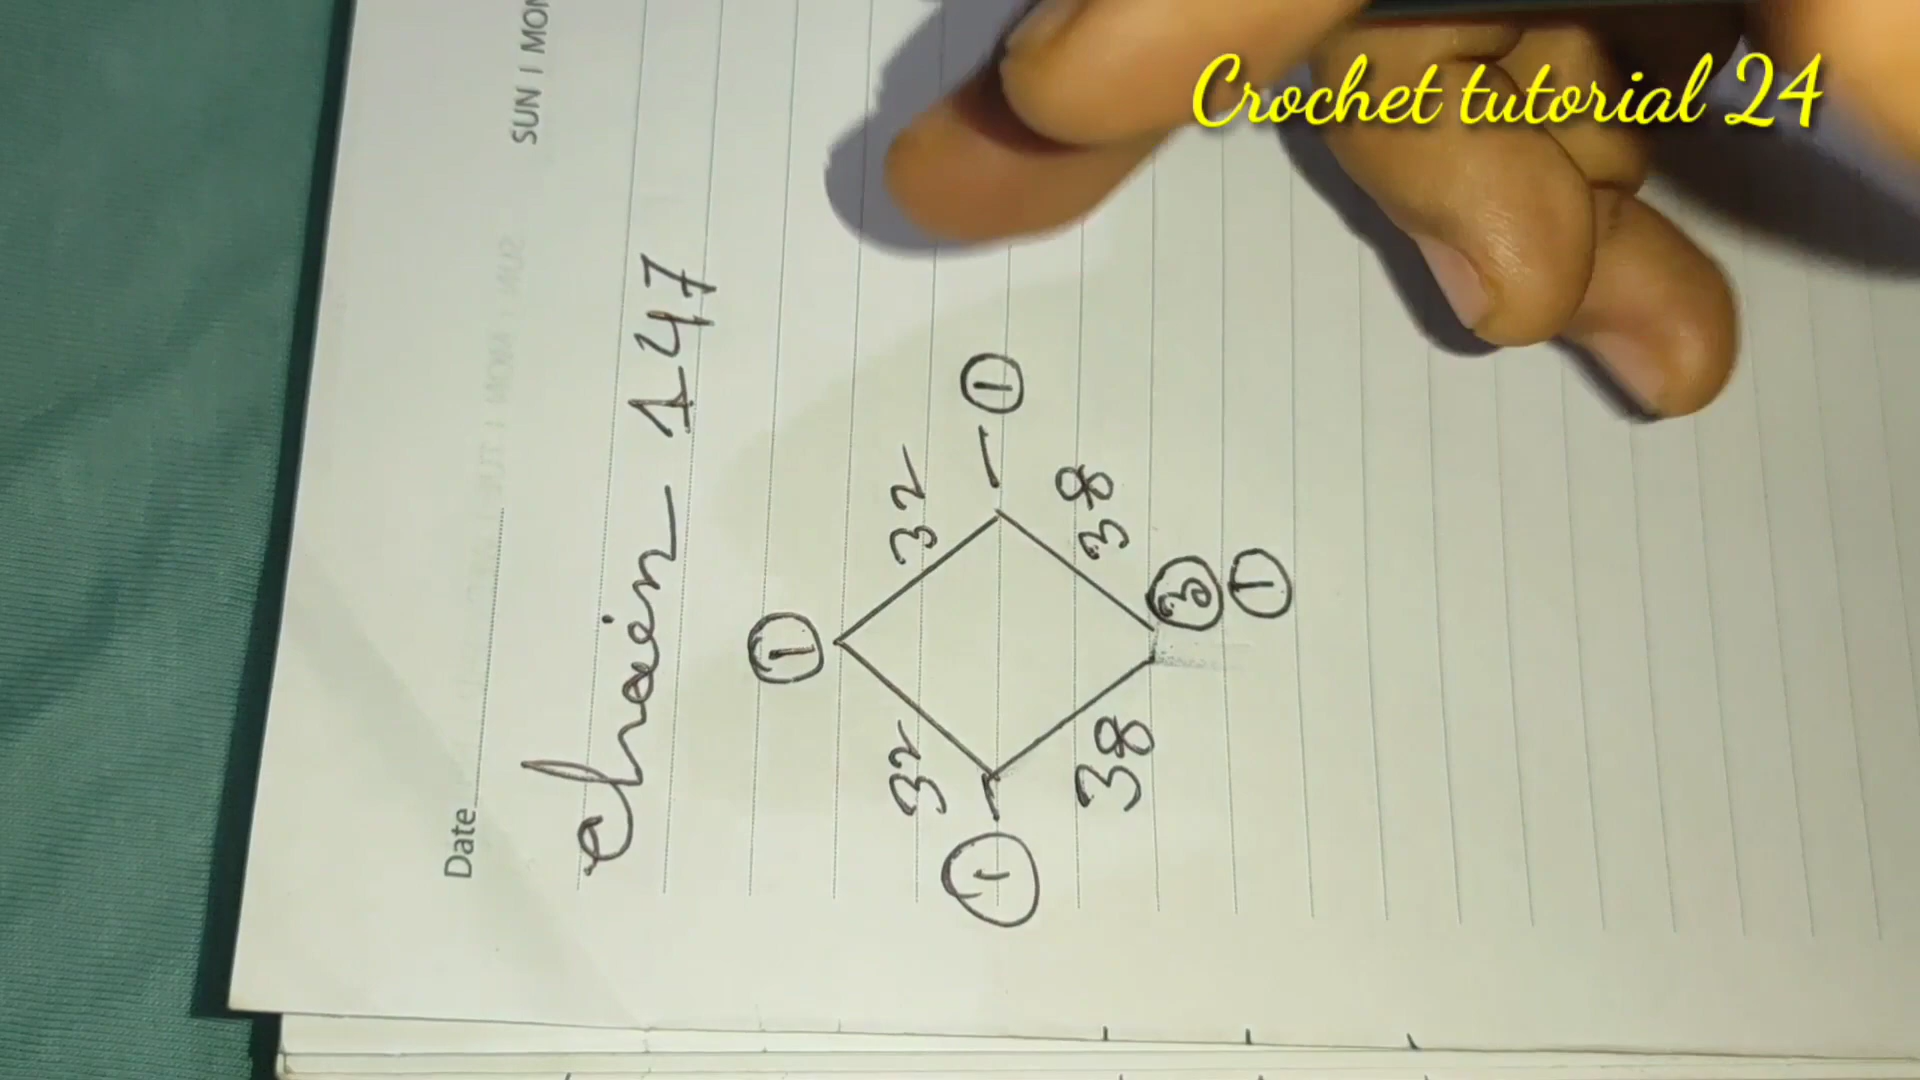 Crochet tutorial 24
SUN I MON
Date
chain 147
1
32 32
1 1
38 38
3
1